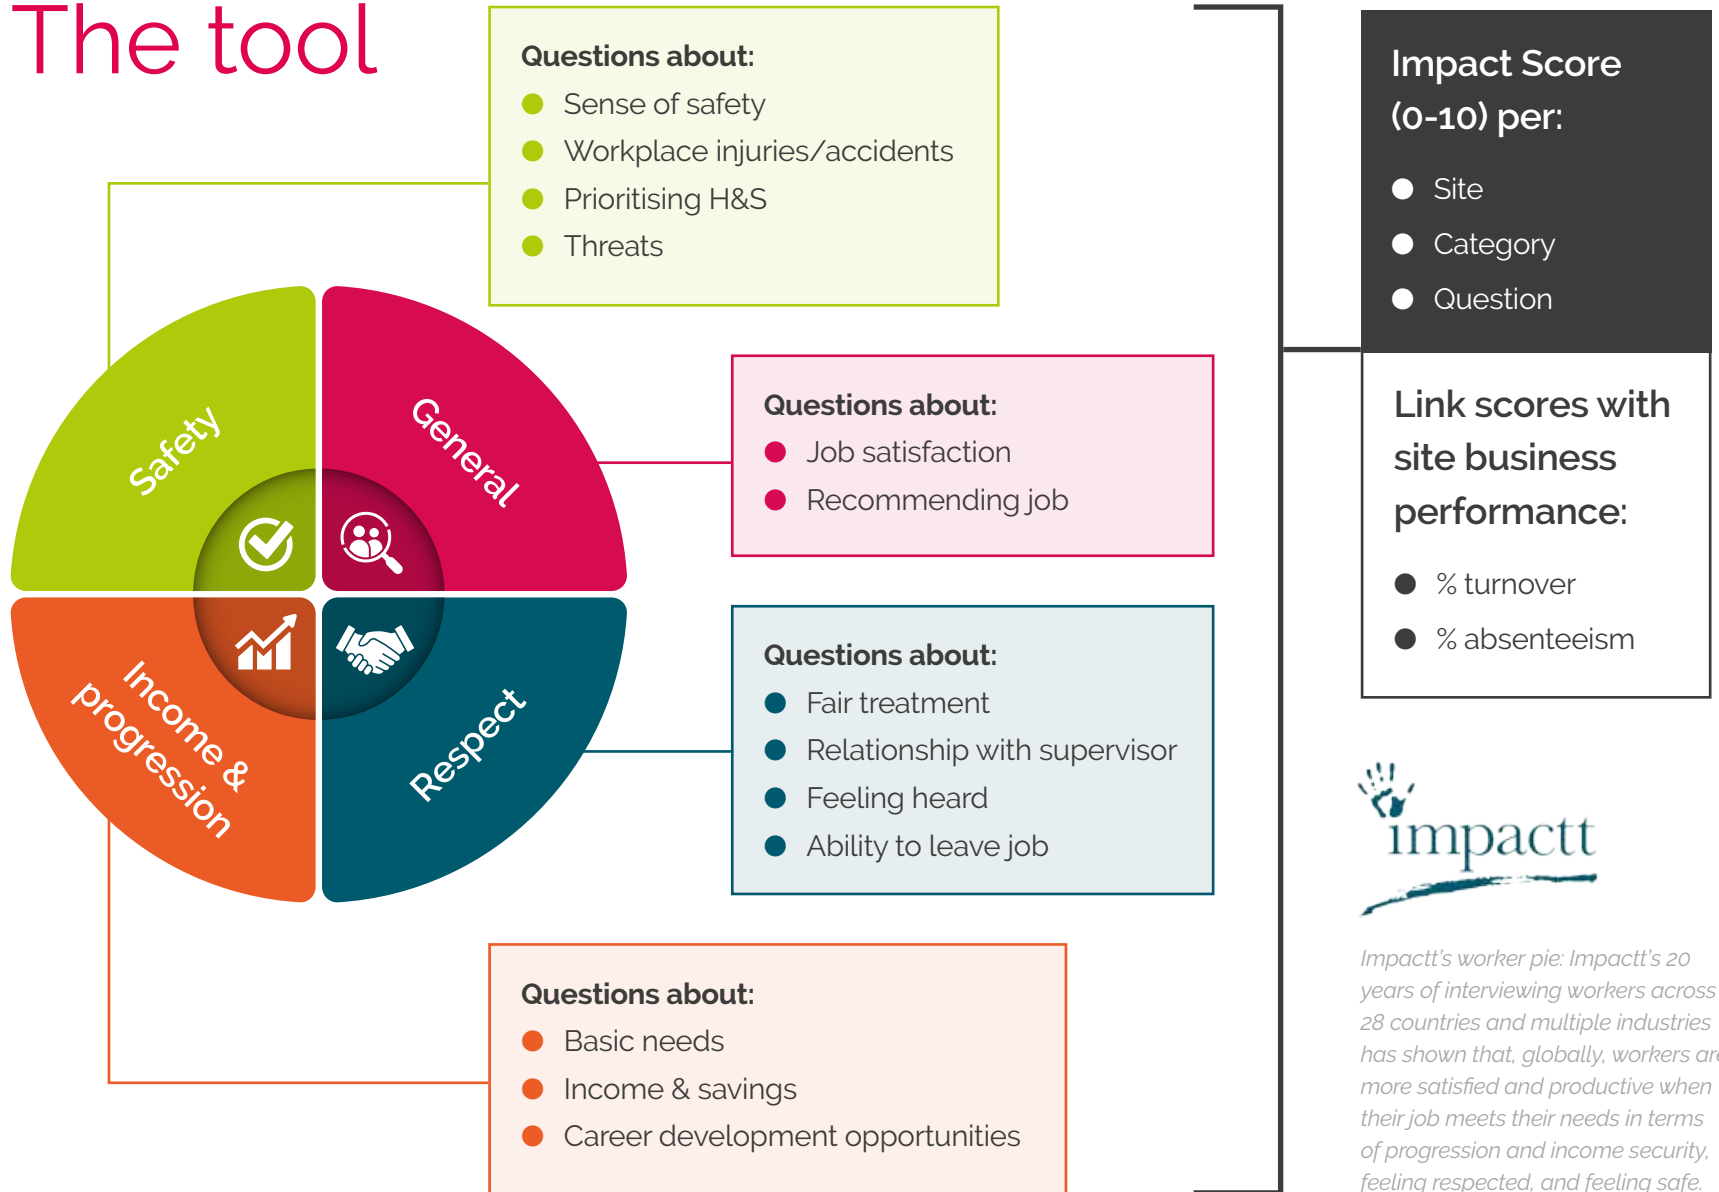 The tool
Questions about:
Sense of safety
Workplace injuries/accidents
Prioritising H&S
Threats
Safety
General
Income &
progression
Respect
Questions about:
Job satisfaction
Recommending job
Questions about:
Fair treatment
Relationship with supervisor
Feeling heard
Ability to leave job
Questions about:
Basic needs
Income & savings
Career development opportunities
Impact Score
(0-10) per:
Site
Category
Question
Link scores with
site business
performance:
% turnover
% absenteeism
impactt
Impactt's worker pie: Impactt's 20
years of interviewing workers across
28 countries and multiple industries
has shown that, globally, workers are
more satisfied and productive when
their job meets their needs in terms
of progression and income security,
feeling respected, and feeling safe.